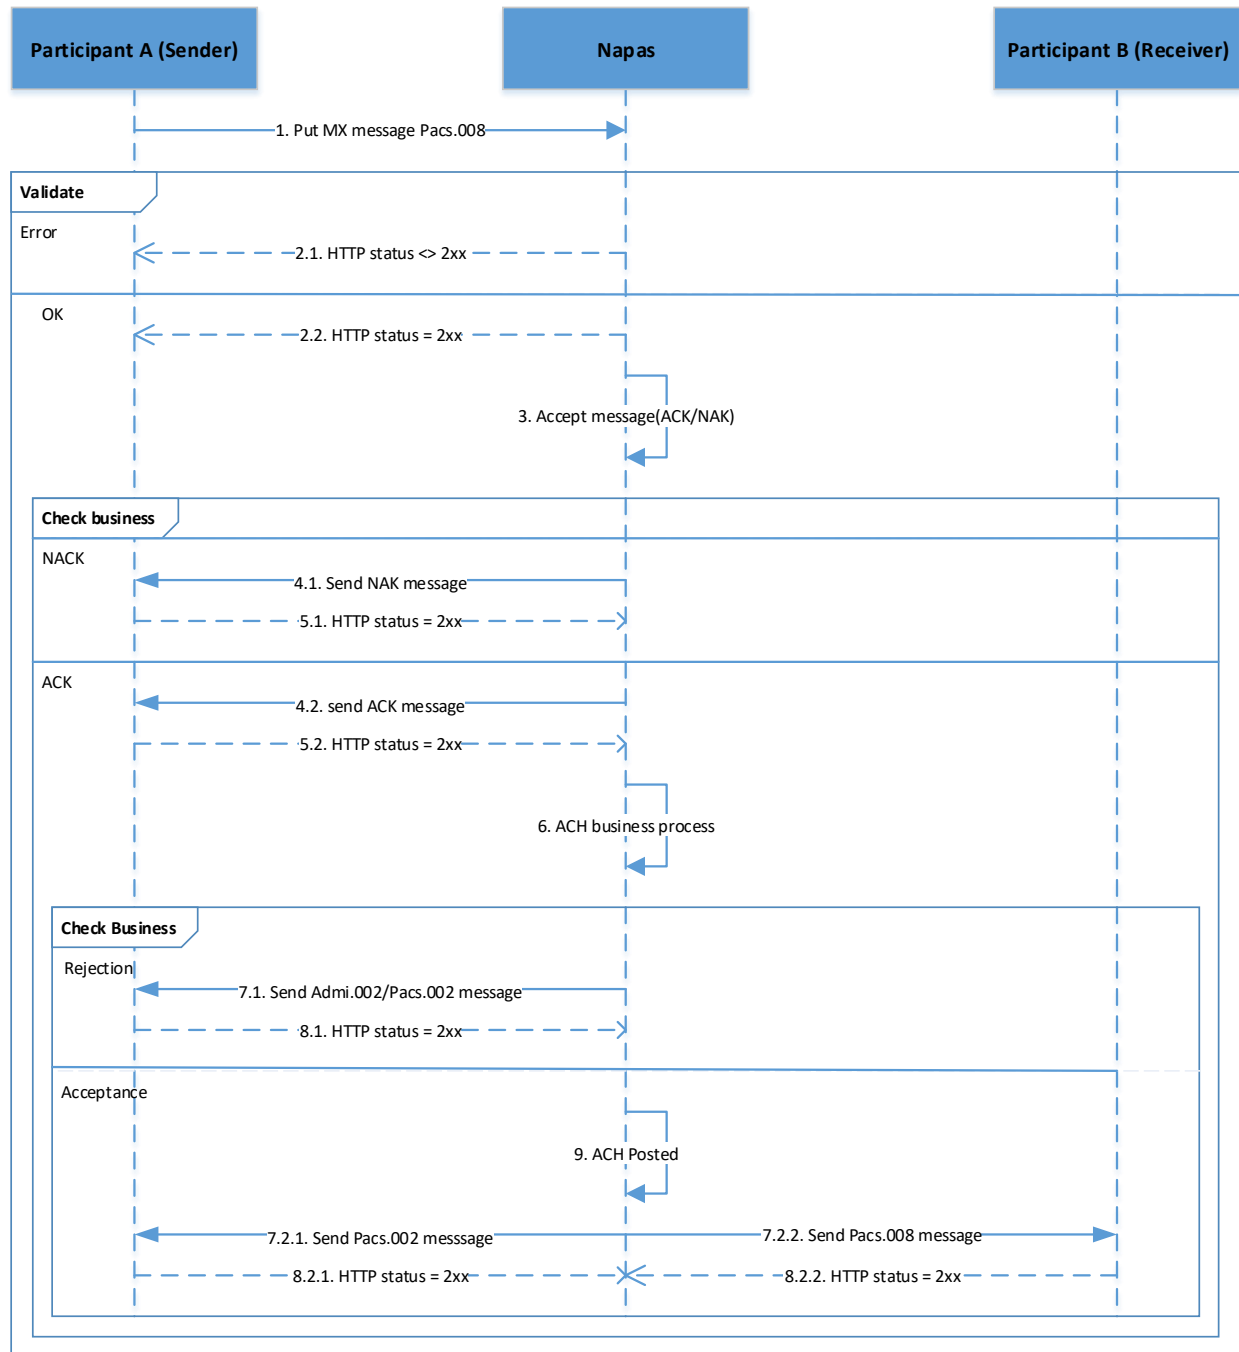 Participant A (Sender)
Napas
Participant B (Receiver)
1. Put MX message Pacs.008
Validate
Error
2.1. HTTP status <> 2xx
OK
2.2. HTTP status = 2xx
3. Accept message(ACK/NAK)
Check business
NACK
4.1. Send NAK message
5.1. HTTP status = 2xx
ACK
4.2. send ACK message
5.2. HTTP status = 2xx
6. ACH business process
Check Business
Rejection
7.1. Send Admi.002/Pacs.002 message
8.1. HTTP status = 2xx
Acceptance
9. ACH Posted
7.2.1. Send Pacs.002 messsage
7.2.2. Send Pacs.008 message
8.2.1. HTTP status = 2xx
8.2.2. HTTP status = 2xx